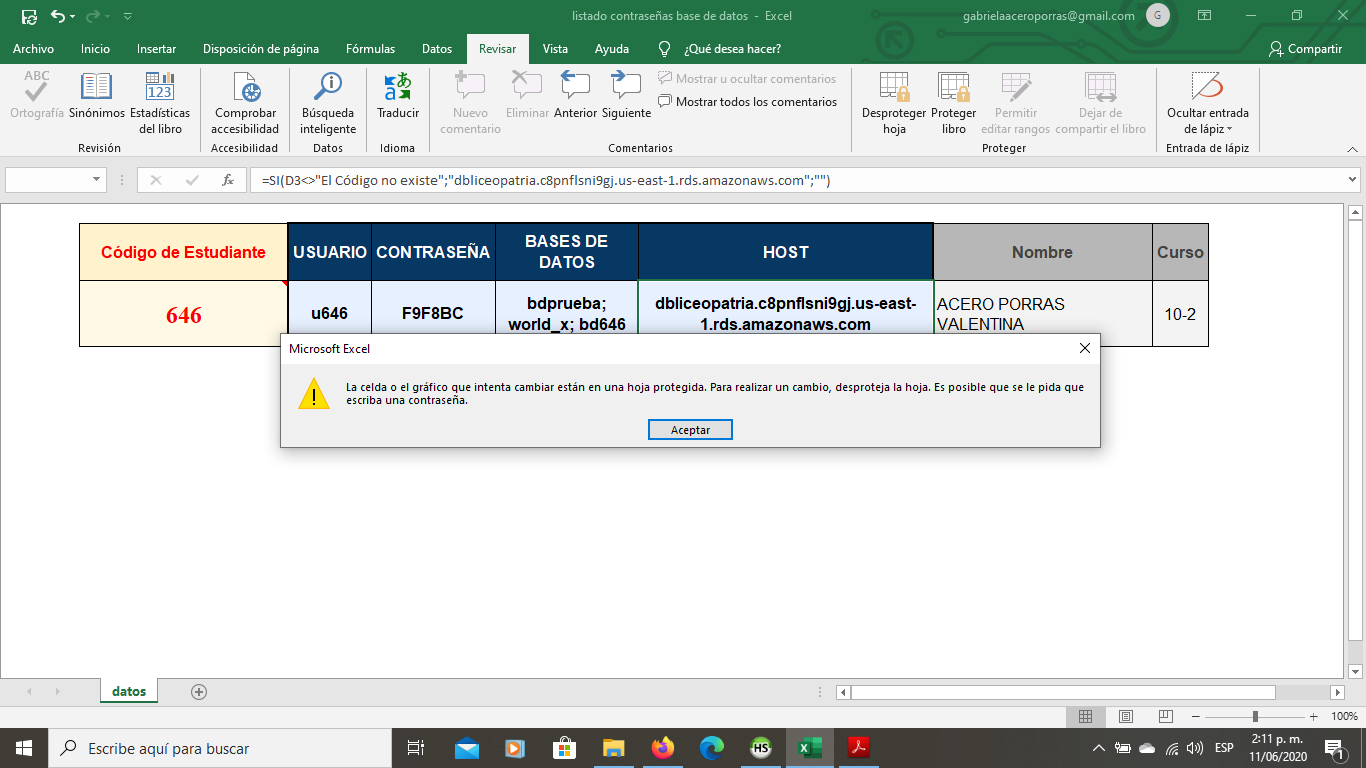 listado contraseñas base de datos - Excel
gabrielaaceroporras@gmail.com
G
Archivo Inicio Insertar Disposición de página Fórmulas Datos Revisar Vista Ayuda ¿Qué desea hacer? Compartir
ABC
Ortografía
Sinónimos
123
Estadísticas
del libro
Revisión
Comprobar
accesibilidad
Accesibilidad
Búsqueda
inteligente
Datos
Traducir
Idioma
Nuevo
comentario
Eliminar
Anterior
Siguiente
Mostrar u ocultar comentarios
Mostrar todos los comentarios
Comentarios
Desproteger
hoja
Proteger
libro
Permitir
editar rangos
Dejar de
compartir el libro
Proteger
Ocultar entrada
de lápiz
Entrada de lápiz
fx
=SI(D3<>"El Código no existe";"dbliceopatria.c8pnflsni9gj.us-east-1.rds.amazonaws.com";"")
Código de Estudiante
USUARIO
CONTRASEÑA
BASES DE
DATOS
HOST
Nombre
Curso
646
u646
F9F8BC
bdprueba;
world_x; bd646
dbliceopatria.c8pnflsni9gj.us-east-
1.rds.amazonaws.com
ACERO PORRAS
VALENTINA
10-2
Microsoft Excel
La celda o el gráfico que intenta cambiar están en una hoja protegida. Para realizar un cambio, desproteja la hoja. Es posible que se le pida que
escriba una contraseña.
Aceptar
datos
100%
Escribe aquí para buscar
HS
ESP
2:11 p. m.
11/06/2020
1